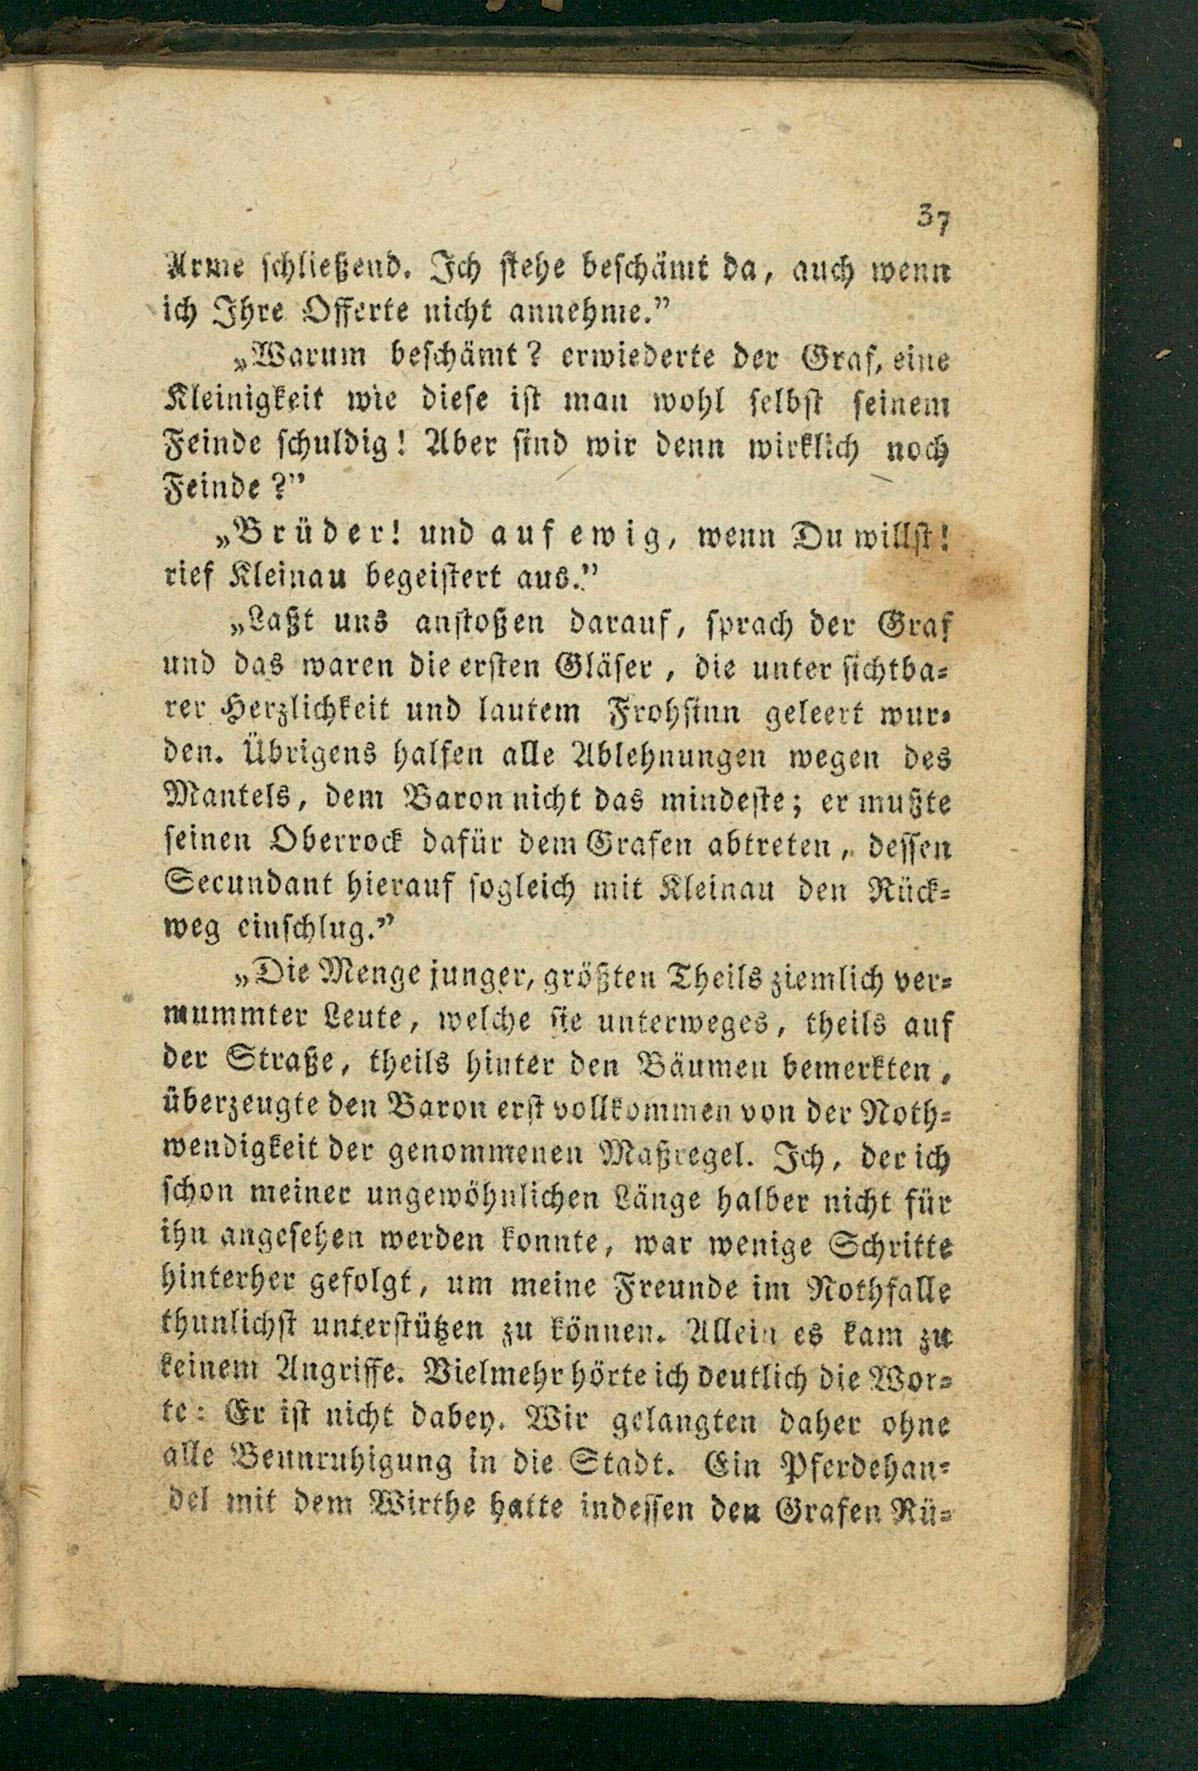 37
Arme schließend. Ich stehe beschämt da, auch wenn
ich Ihre Offerte nicht annehme.”
„Warum beschämt? erwiederte der Graf, eine
Kleinigkeit wie diese ist man wohl selbst seinem
Feinde schuldig! Aber sind wir denn wirklich noch
Feinde?”
„Brüder! und auf ewig, wenn Du willst!
rief Kleinau begeistert aus.”
„Laßt uns anstoßen darauf, sprach der Graf
und das waren die ersten Gläser, die unter sichtba-
rer Herzlichkeit und lautem Frohsinn geleert wur-
den. Übrigens halfen alle Ablehnungen wegen des
Mantels, dem Baron nicht das mindeste; er mußte
seinen Oberrock dafür dem Grafen abtreten, dessen
Secundant hierauf sogleich mit Kleinau den Rück-
weg einschlug.”
„Die Menge junger, größten Theils ziemlich ver-
mummter Leute, welche sie unterweges, theils auf
der Straße, theils hinter den Bäumen bemerkten,
überzeugte den Baron erst vollkommen von der Noth-
wendigkeit der genommenen Maßregel. Ich, der ich
schon meiner ungewöhnlichen Länge halber nicht für
ihn angesehen werden konnte, war wenige Schritte
hinterher gefolgt, um meine Freunde im Nothfalle
thunlichst unterstützen zu können. Allein es kam zu
keinem Angriffe. Vielmehr hörte ich deutlich die Wor-
te: Er ist nicht dabey. Wir gelangten daher ohne
alle Beunruhigung in die Stadt. Ein Pferdehan-
del mit dem Wirthe hatte indessen den Grafen Rü-